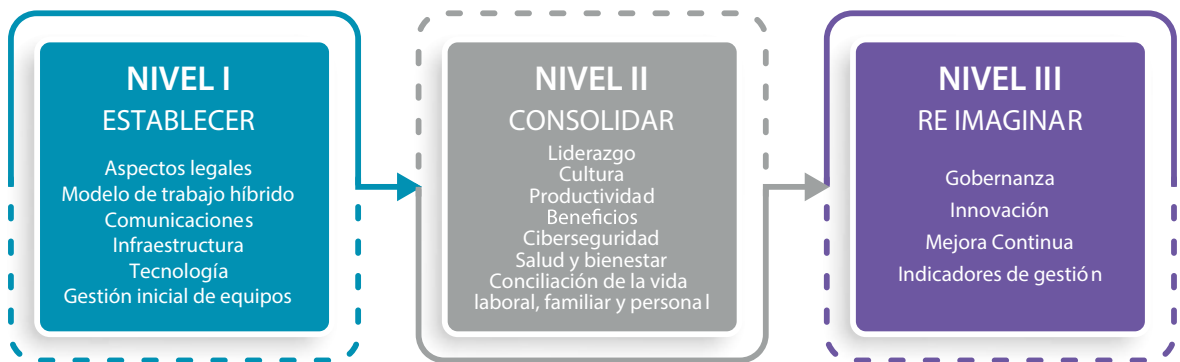 NIVEL I
ESTABLECER
Aspectos legales
Modelo de trabajo híbrido
Comunicaciones
Infraestructura
Tecnología
Gestión inicial de equipos
NIVEL II
CONSOLIDAR
Liderazgo
Cultura
Productividad
Beneficios
Ciberseguridad
Salud y bienestar
Conciliación de la vida
laboral, familiar y personal
NIVEL III
RE IMAGINAR
Gobernanza
Innovación
Mejora Continua
Indicadores de gestión